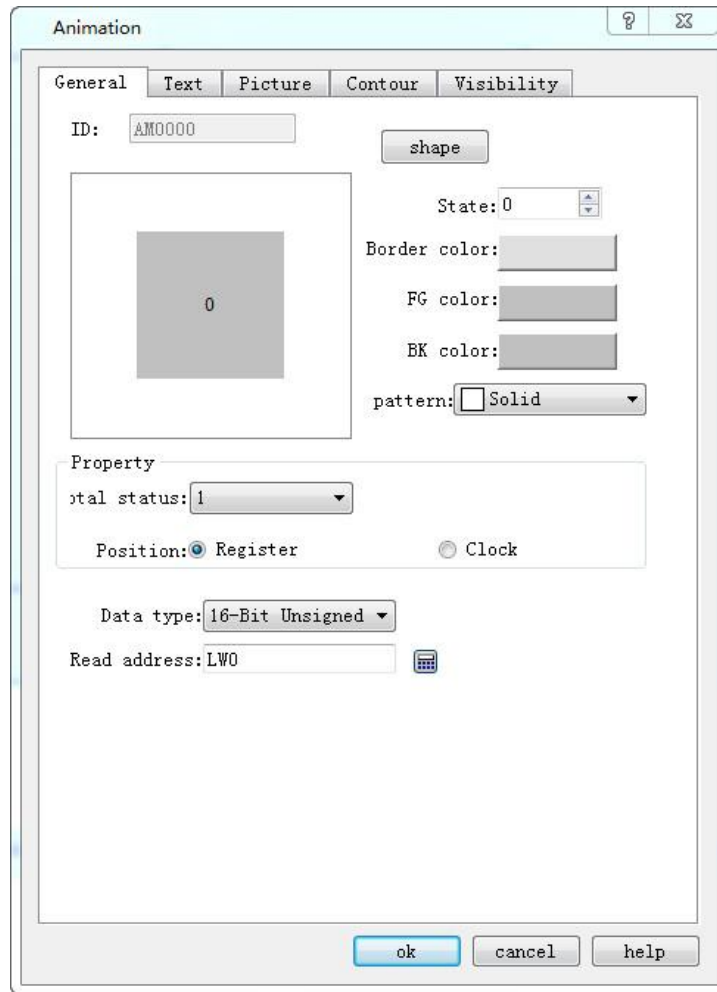 Animation
General Text Picture Contour Visibility
ID: AM0000
shape
State: 0
Border color:
0
FG color:
BK color:
pattern: Solid
Property
otal status: 1
Position: Register Clock
Data type: 16-Bit Unsigned
Read address: LW0
ok cancel help